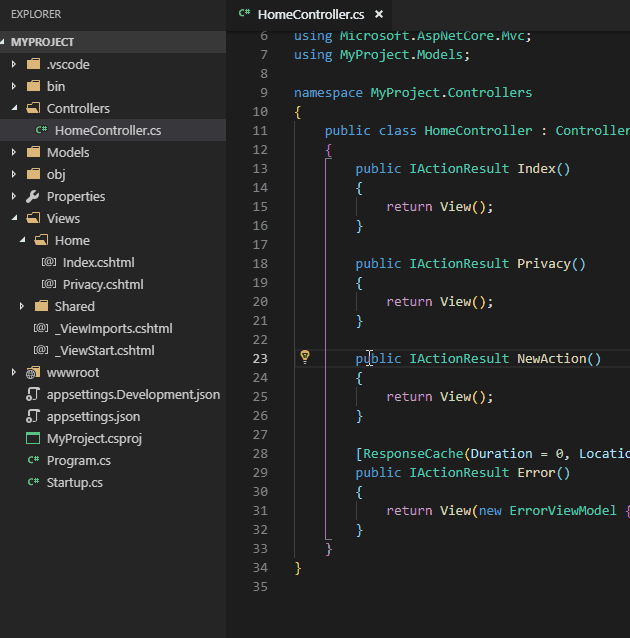 EXPLORER
MYPROJECT
.vscode
bin
Controllers
C# HomeController.cs
Models
obj
Properties
Views
Home
[@] Index.cshtml
[@] Privacy.cshtml
Shared
[@] _ViewImports.cshtml
[@] _ViewStart.cshtml
wwwroot
appsettings.Development.json
appsettings.json
MyProject.csproj
C# Program.cs
C# Startup.cs
C# HomeController.cs ×
6 using Microsoft.AspNetCore.Mvc;
7 using MyProject.Models;
8
9 namespace MyProject.Controllers
10 {
11 public class HomeController : Controller
12 {
13 public IActionResult Index()
14 {
15 return View();
16 }
17
18 public IActionResult Privacy()
19 {
20 return View();
21 }
22
23 public IActionResult NewAction()
24 {
25 return View();
26 }
27
28 [ResponseCache(Duration = 0, Locatio
29 public IActionResult Error()
30 {
31 return View(new ErrorViewModel {
32 }
33 }
34 }
35